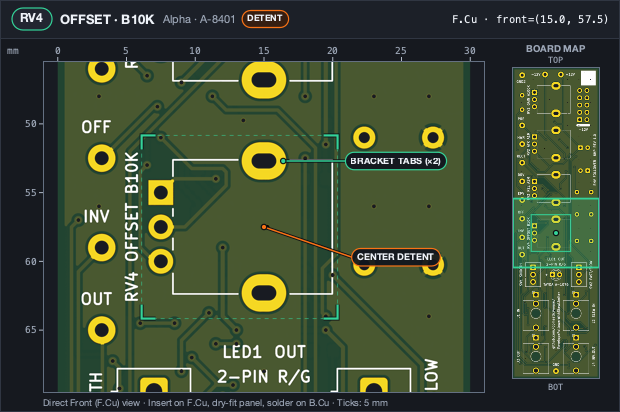 RV4 OFFSET · B10K Alpha · A-8401 DETENT F.Cu · front=(15.0, 57.5)
mm 0 5 10 15 20 25 30
BOARD MAP
TOP
50
OFF
BRACKET TABS (×2)
55
RV4 OFFSET B10K
INV
CENTER DETENT
60
OUT
65
LED1 OUT
2-PIN R/G
TH
LOW
BOT
Direct Front (F.Cu) view · Insert on F.Cu, dry-fit panel, solder on B.Cu · Ticks: 5 mm